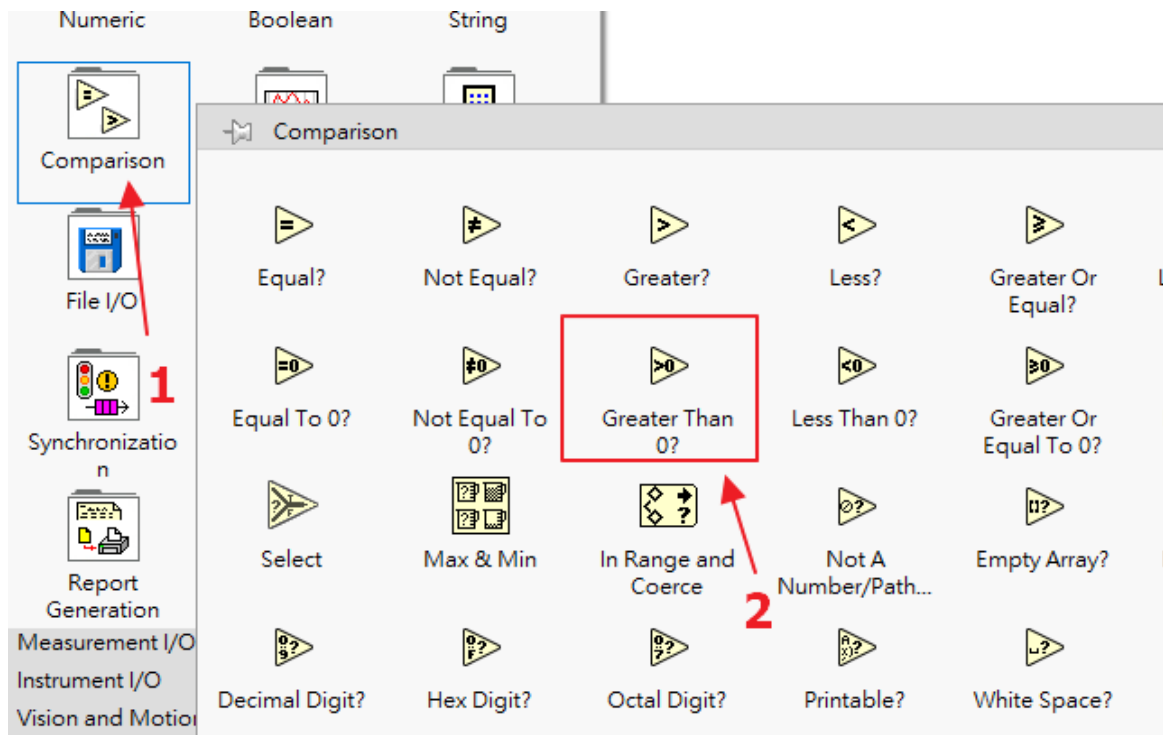 Numeric
Boolean
String
Comparison
Comparison
Equal?
Not Equal?
Greater?
Less?
Greater Or
Equal?
File I/O
1
Equal To 0?
Not Equal To
0?
Greater Than
0?
Less Than 0?
Greater Or
Equal To 0?
Synchronizatio
n
Select
Max & Min
In Range and
Coerce
Not A
Number/Path...
Empty Array?
2
Report
Generation
Measurement I/O
Instrument I/O
Vision and Motion
Decimal Digit?
Hex Digit?
Octal Digit?
Printable?
White Space?